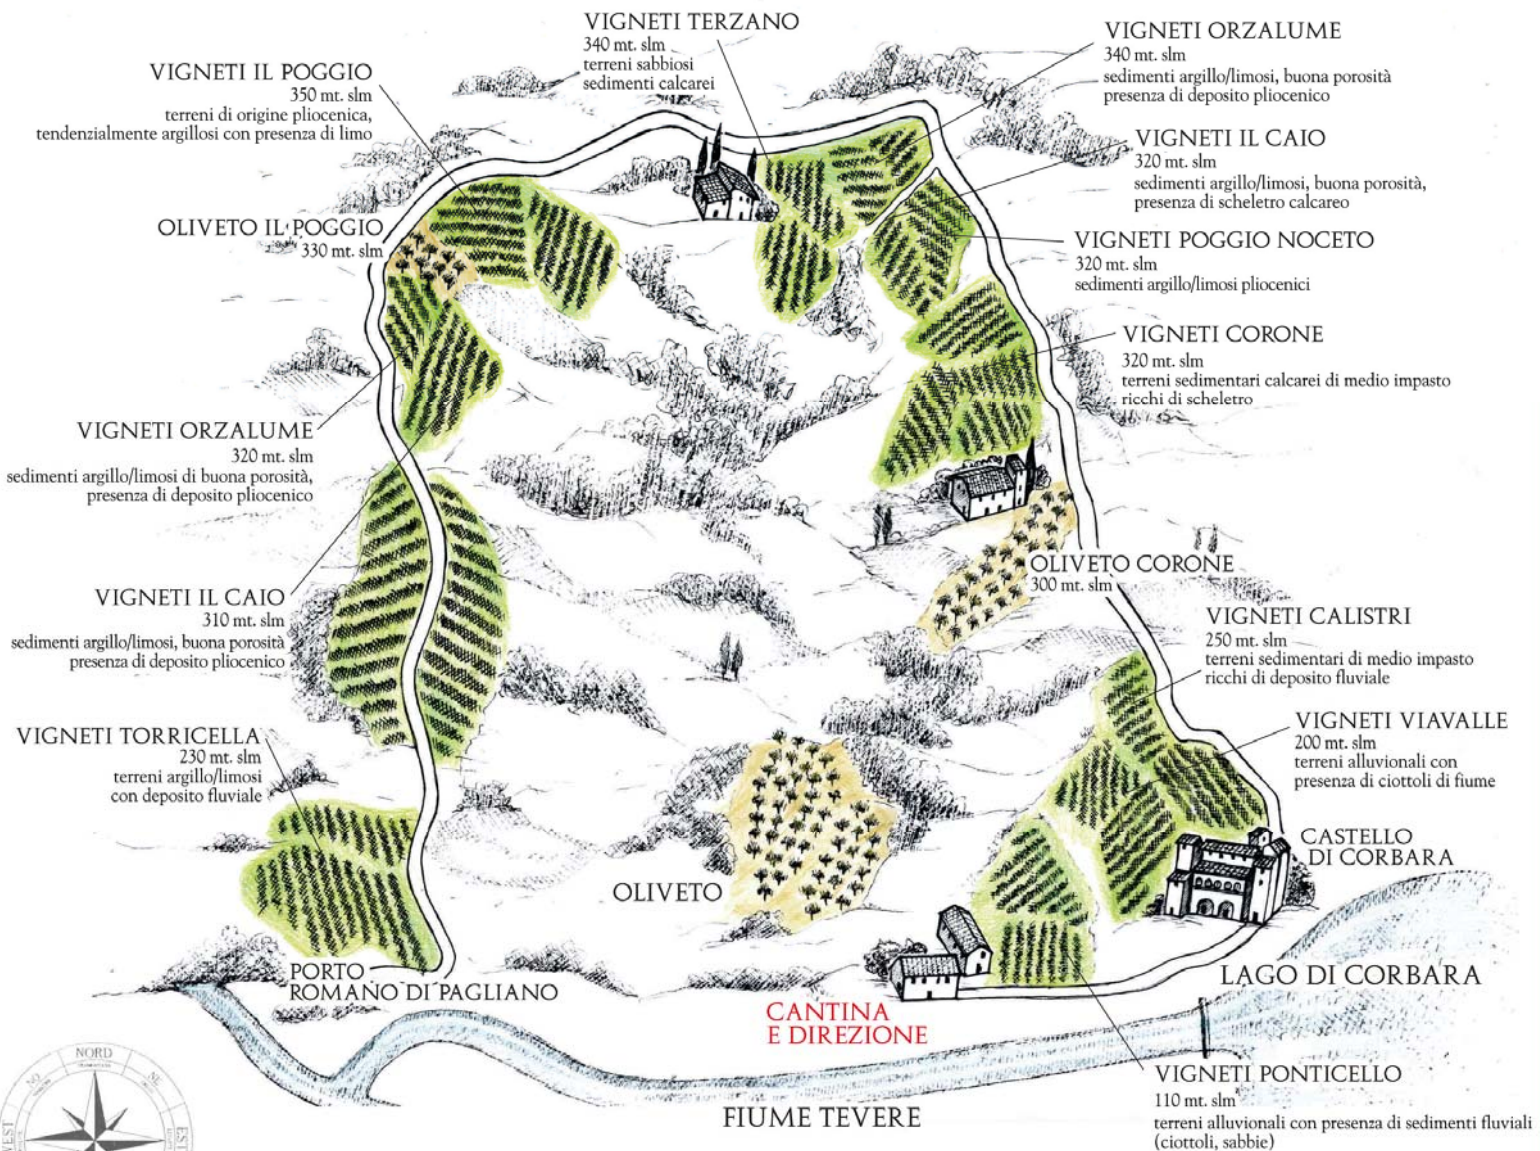 VIGNETI TERZANO
340 mt. slm
terreni sabbiosi
sedimenti calcarei
VIGNETI ORZALUME
340 mt. slm
sedimenti argillo/limosi, buona porosità
presenza di deposito pliocenico
VIGNETI IL POGGIO
350 mt. slm
terreni di origine pliocenica,
tendenzialmente argillosi con presenza di limo
VIGNETI IL CAIO
320 mt. slm
sedimenti argillo/limosi, buona porosità,
presenza di scheletro calcareo
OLIVETO IL POGGIO
330 mt. slm
VIGNETI POGGIO NOCETO
320 mt. slm
sedimenti argillo/limosi pliocenici
VIGNETI CORONE
320 mt. slm
terreni sedimentari calcarei di medio impasto
ricchi di scheletro
VIGNETI ORZALUME
320 mt. slm
sedimenti argillo/limosi di buona porosità,
presenza di deposito pliocenico
OLIVETO CORONE
300 mt. slm
VIGNETI IL CAIO
310 mt. slm
sedimenti argillo/limosi, buona porosità
presenza di deposito pliocenico
VIGNETI CALISTRI
250 mt. slm
terreni sedimentari di medio impasto
ricchi di deposito fluviale
VIGNETI TORRICELLA
230 mt. slm
terreni argillo/limosi
con deposito fluviale
VIGNETI VIAVALLE
200 mt. slm
terreni alluvionali con
presenza di ciottoli di fiume
CASTELLO
DI CORBARA
OLIVETO
PORTO
ROMANO DI PAGLIANO
LAGO DI CORBARA
CANTINA
E DIREZIONE
FIUME TEVERE
VIGNETI PONTICELLO
110 mt. slm
terreni alluvionali con presenza di sedimenti fluviali
(ciottoli, sabbie)
NORD
NO
NE
WEST
EST